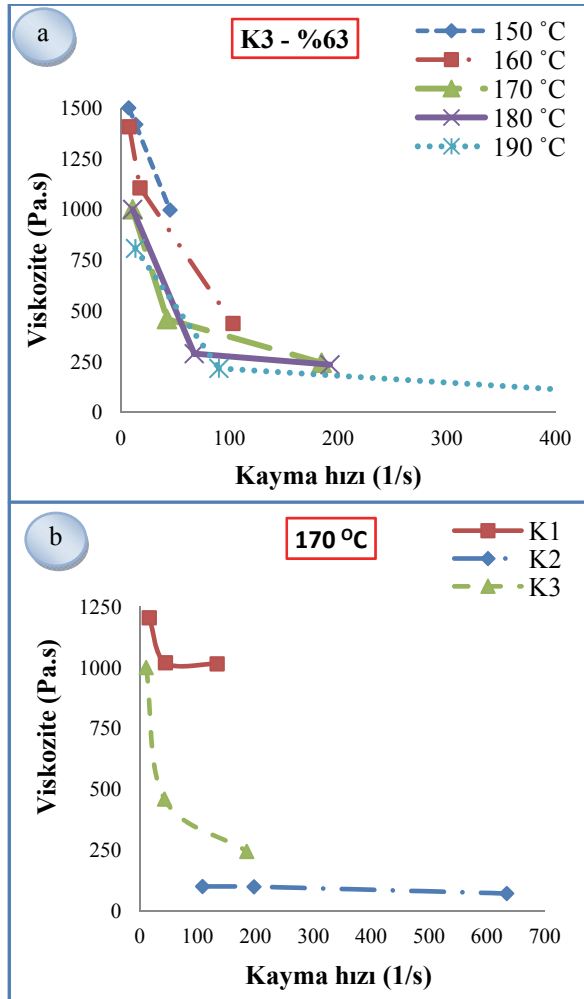 a
K3 - %63
150 ˚C
160 ˚C
170 ˚C
180 ˚C
190 ˚C
1500
1250
1000
750
500
250
0
Viskozite (Pa.s)
0 100 200 300 400
Kayma hızı (1/s)
b
170 ᴼC
K1
K2
K3
1250
1000
750
500
250
0
Viskozite (Pa.s)
0 100 200 300 400 500 600 700
Kayma hızı (1/s)